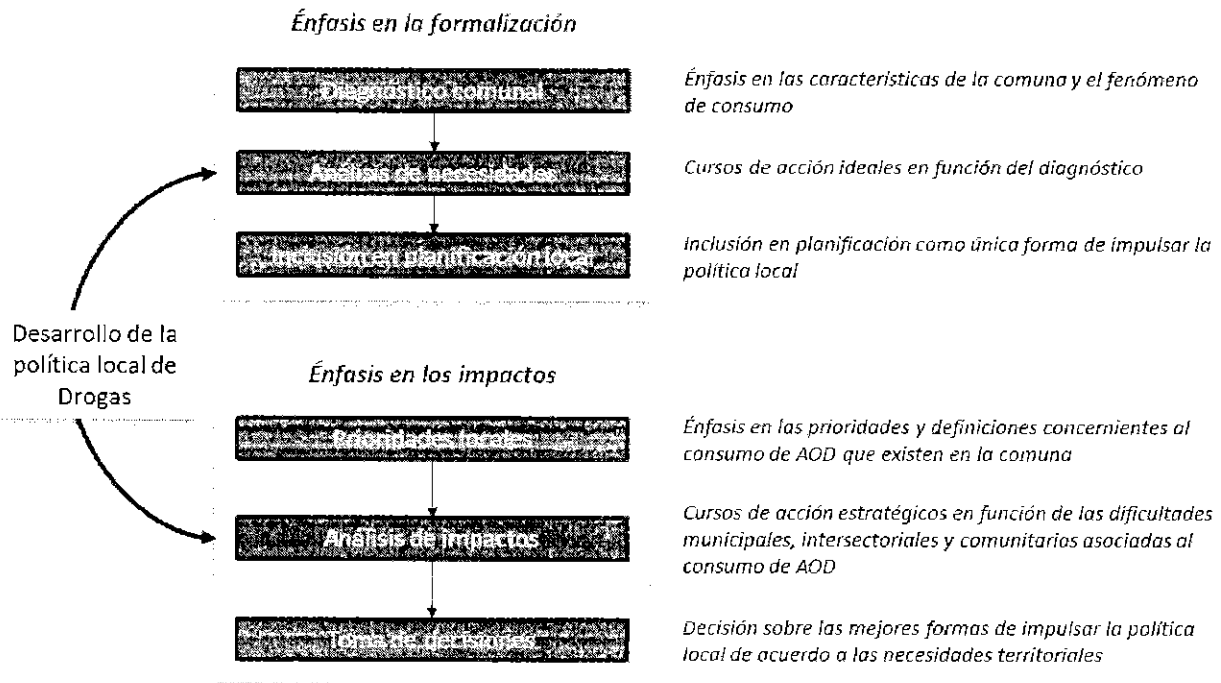 Énfasis en la formalización
Diagnóstico comunal
Énfasis en las características de la comuna y el fenómeno
de consumo
Análisis de necesidades
Cursos de acción ideales en función del diagnóstico
Inclusión en planificación local
Inclusión en planificación como única forma de impulsar la
política local
Desarrollo de la
política local de
Drogas
Énfasis en los impactos
Prioridades locales
Énfasis en las prioridades y definiciones concernientes al
consumo de AOD que existen en la comuna
Análisis de impactos
Cursos de acción estratégicos en función de las dificultades
municipales, intersectoriales y comunitarios asociadas al
consumo de AOD
Toma de decisiones
Decisión sobre las mejores formas de impulsar la política
local de acuerdo a las necesidades territoriales